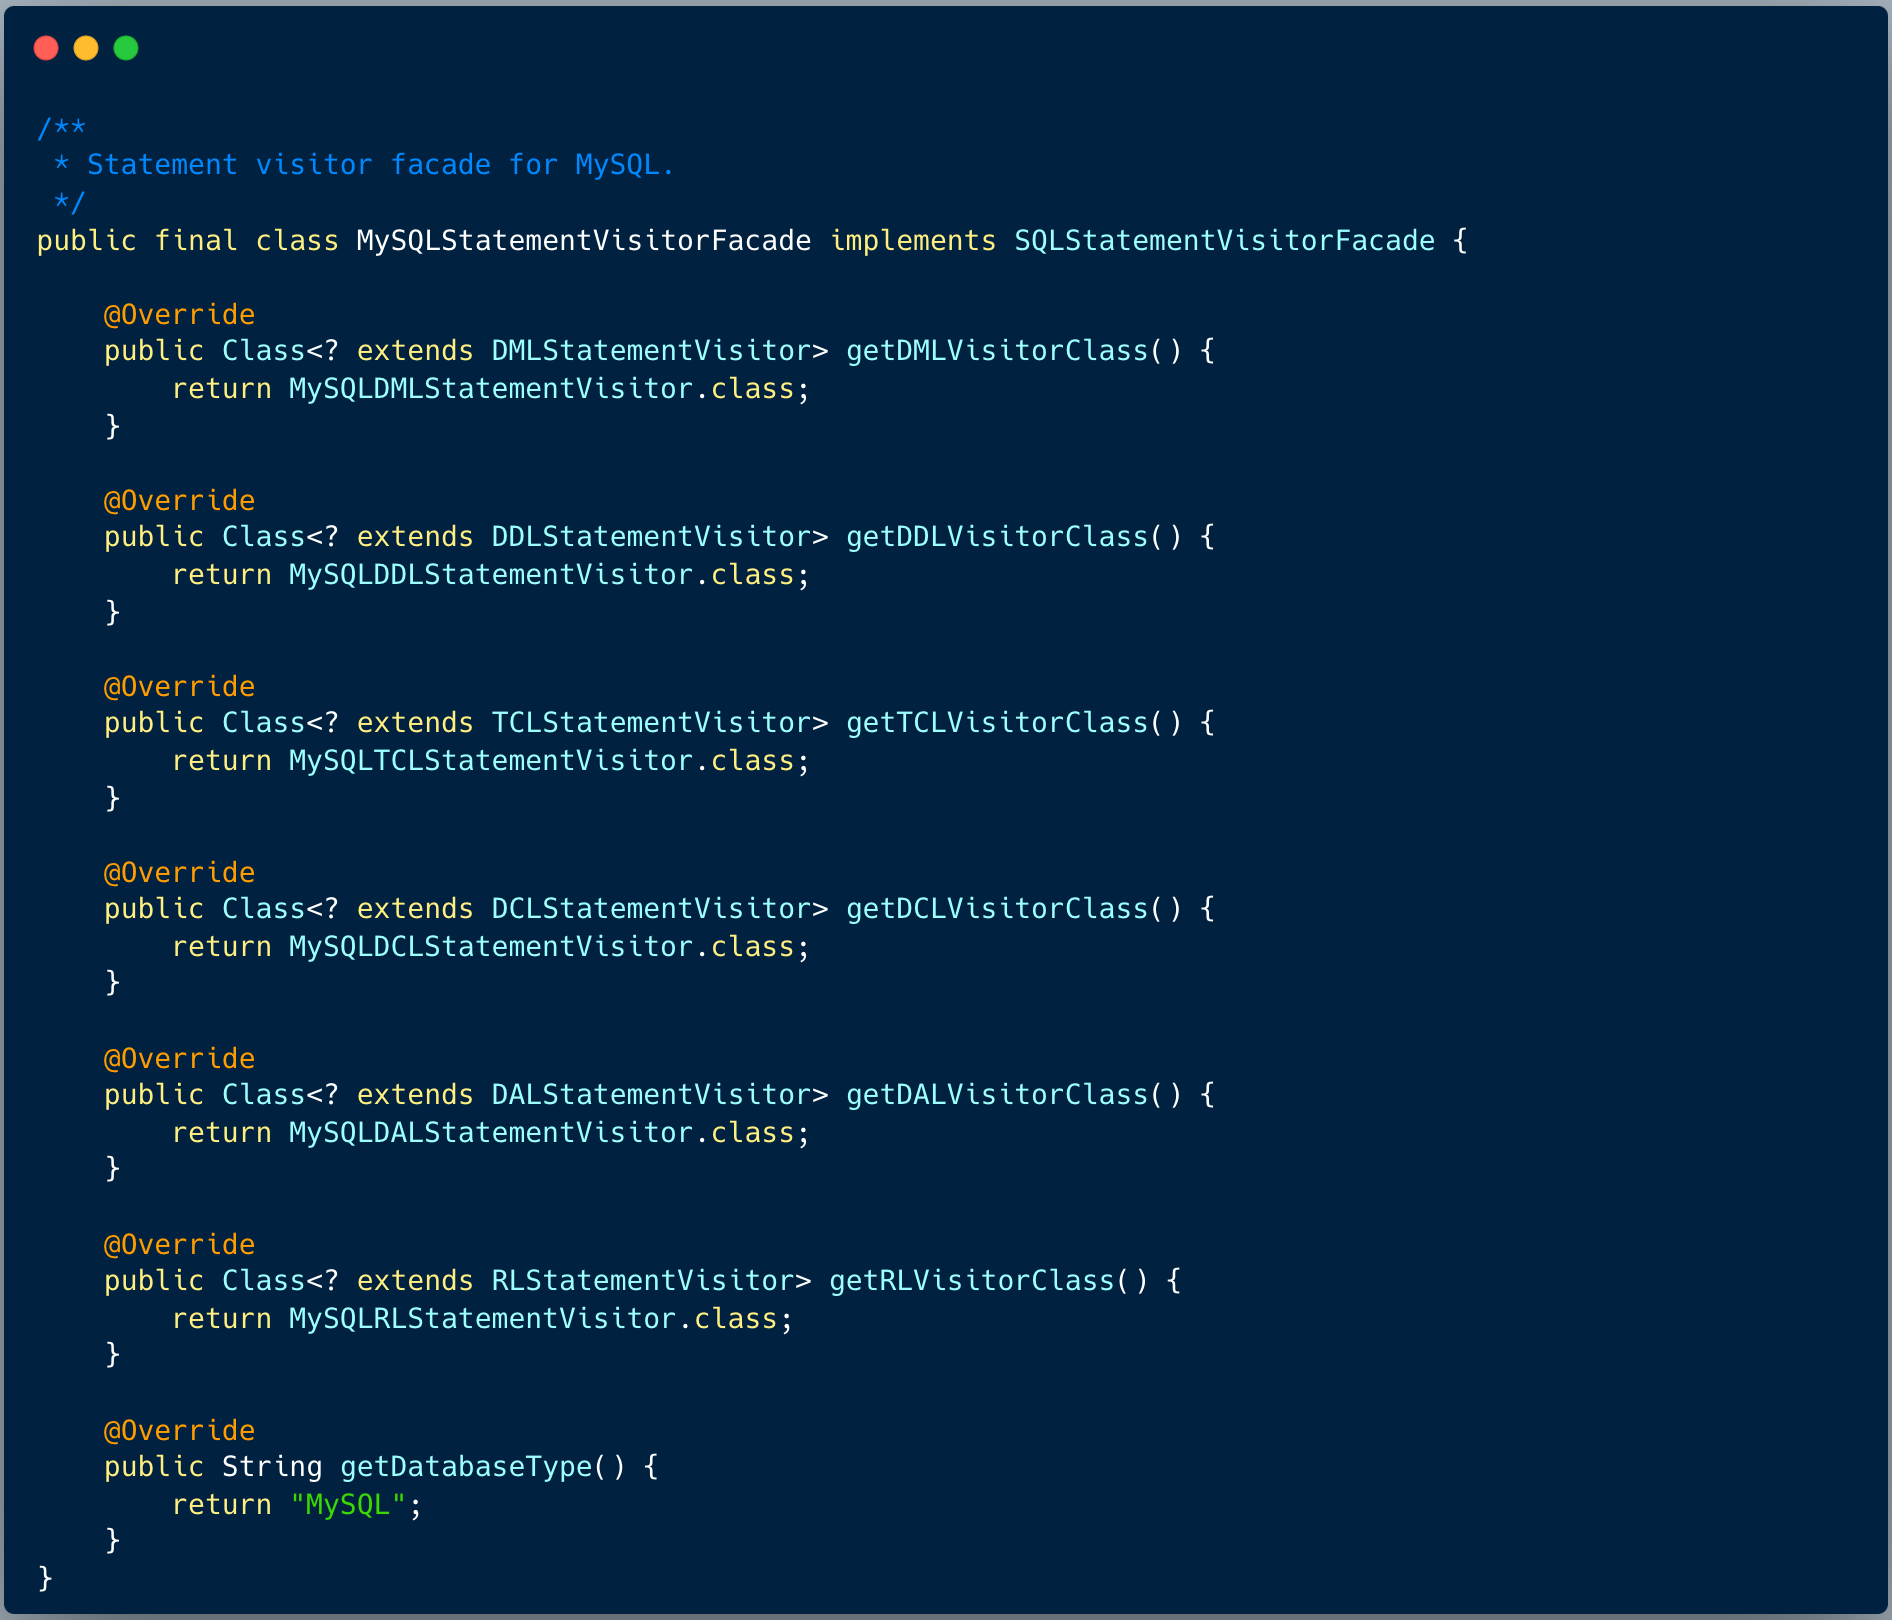 /**
 * Statement visitor facade for MySQL.
 */
public final class MySQLStatementVisitorFacade implements SQLStatementVisitorFacade {

    @Override
    public Class<? extends DMLStatementVisitor> getDMLVisitorClass() {
        return MySQLDMLStatementVisitor.class;
    }

    @Override
    public Class<? extends DDLStatementVisitor> getDDLVisitorClass() {
        return MySQLDDLStatementVisitor.class;
    }

    @Override
    public Class<? extends TCLStatementVisitor> getTCLVisitorClass() {
        return MySQLTCLStatementVisitor.class;
    }

    @Override
    public Class<? extends DCLStatementVisitor> getDCLVisitorClass() {
        return MySQLDCLStatementVisitor.class;
    }

    @Override
    public Class<? extends DALStatementVisitor> getDALVisitorClass() {
        return MySQLDALStatementVisitor.class;
    }

    @Override
    public Class<? extends RLStatementVisitor> getRLVisitorClass() {
        return MySQLRLStatementVisitor.class;
    }

    @Override
    public String getDatabaseType() {
        return "MySQL";
    }
}